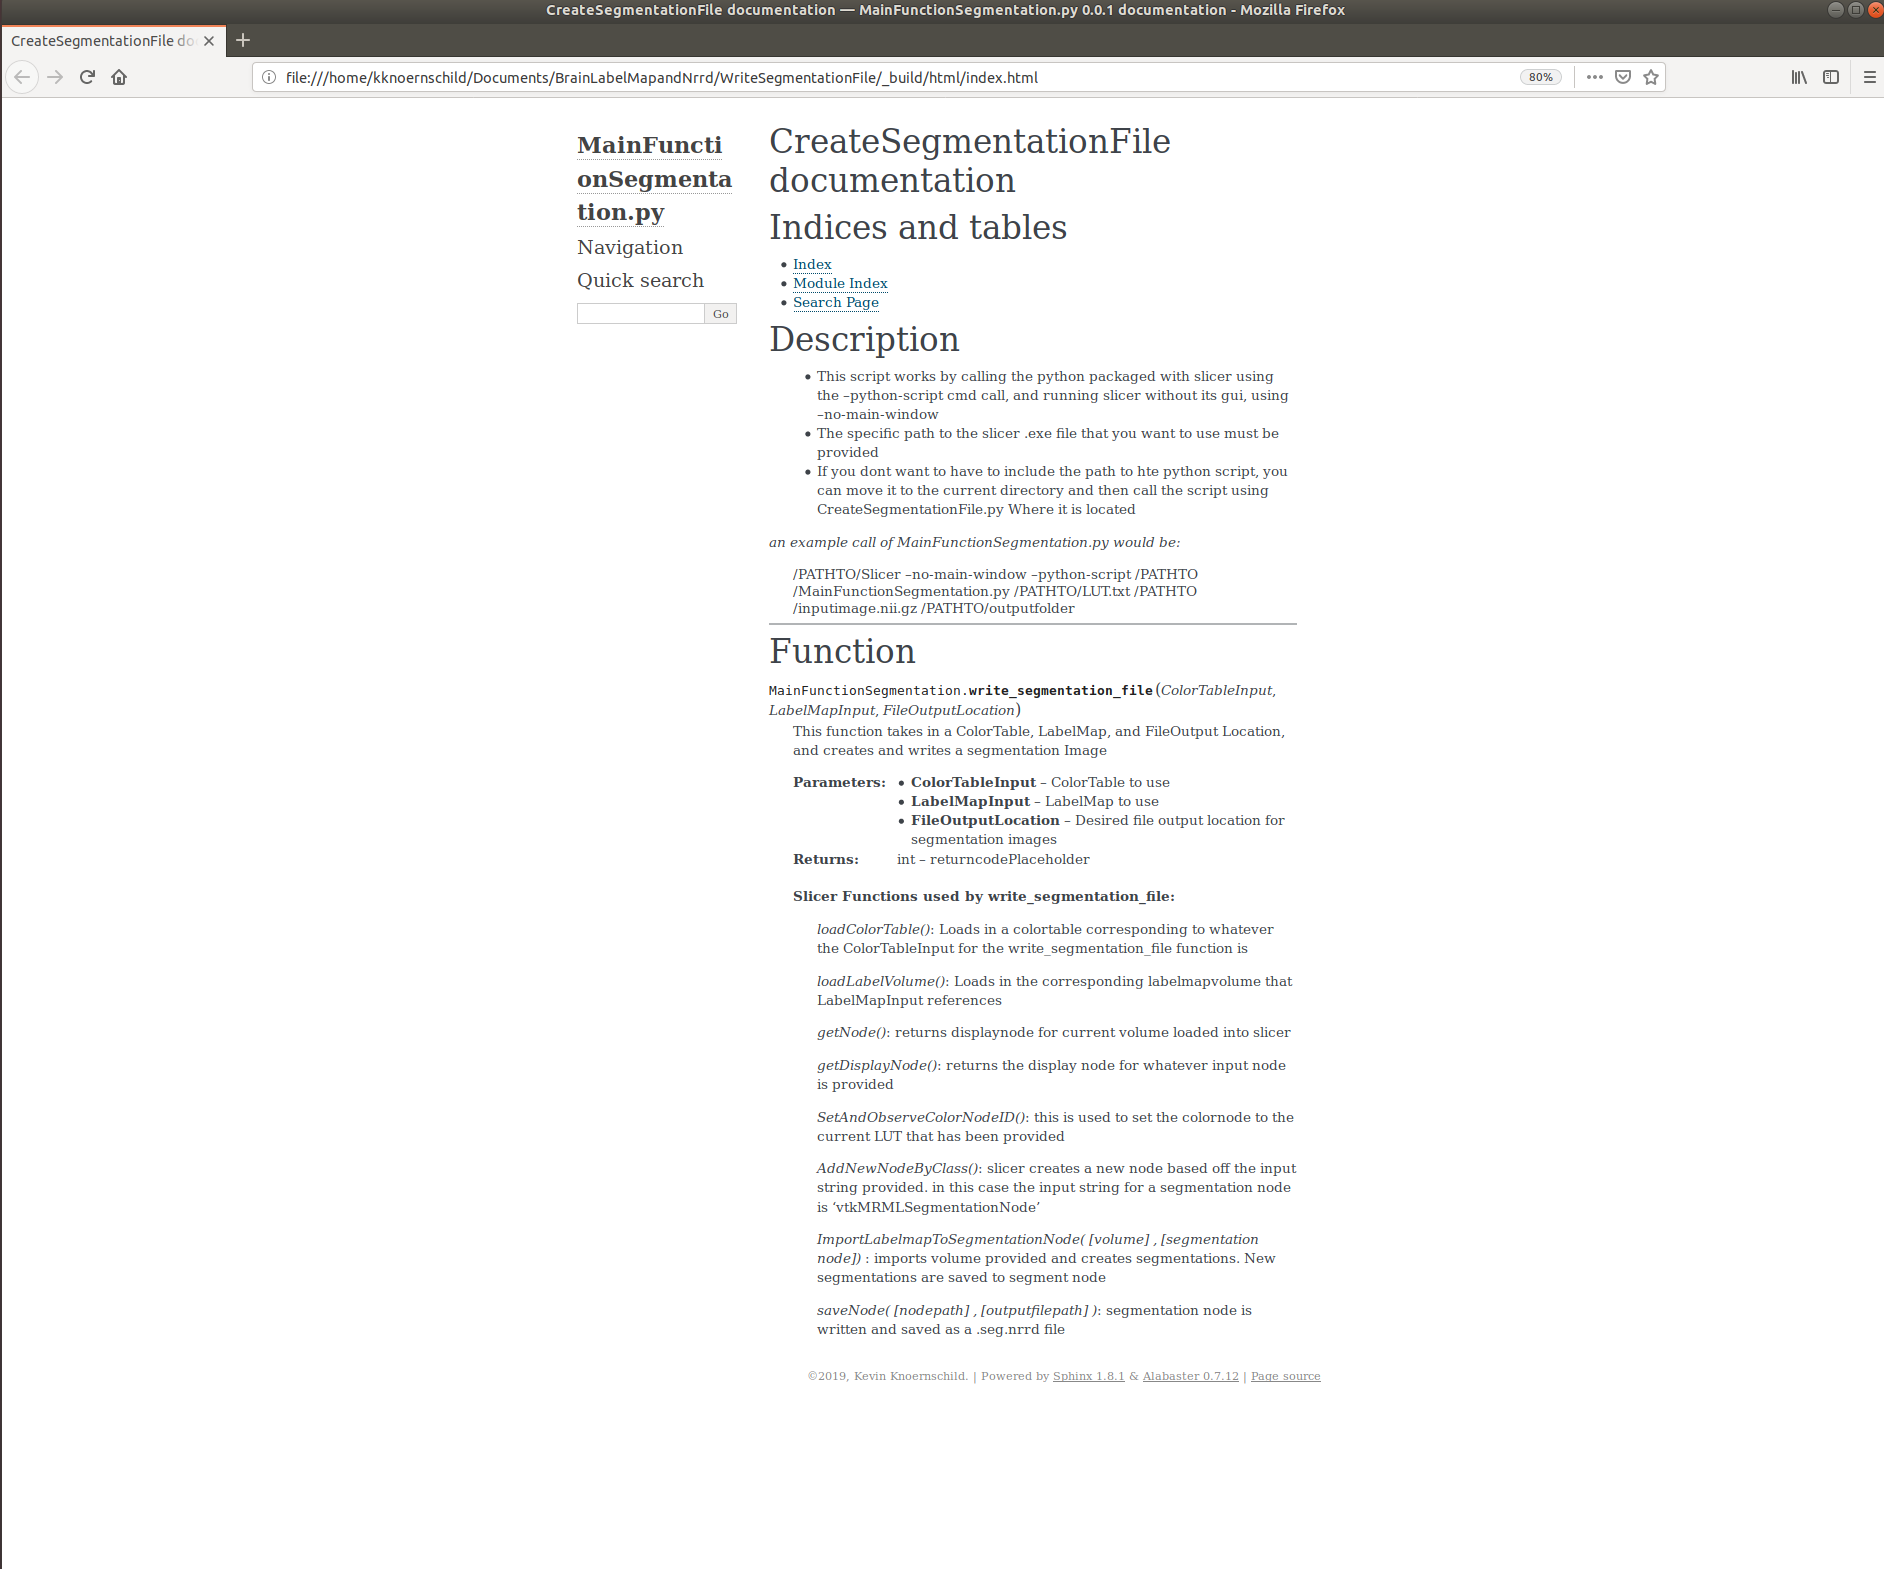 CreateSegmentationFile documentation — MainFunctionSegmentation.py 0.0.1 documentation - Mozilla Firefox
CreateSegmentationFile do
file:///home/kknoernschild/Documents/BrainLabelMapandNrrd/WriteSegmentationFile/_build/html/index.html
80%
MainFuncti
onSegmenta
tion.py
Navigation
Quick search
Go
CreateSegmentationFile
documentation
Indices and tables
• Index
• Module Index
• Search Page
Description
• This script works by calling the python packaged with slicer using
the –python-script cmd call, and running slicer without its gui, using
–no-main-window
• The specific path to the slicer .exe file that you want to use must be
provided
• If you dont want to have to include the path to hte python script, you
can move it to the current directory and then call the script using
CreateSegmentationFile.py Where it is located
an example call of MainFunctionSegmentation.py would be:
/PATHTO/Slicer –no-main-window –python-script /PATHTO
/MainFunctionSegmentation.py /PATHTO/LUT.txt /PATHTO
/inputimage.nii.gz /PATHTO/outputfolder
Function
MainFunctionSegmentation.write_segmentation_file(ColorTableInput,
LabelMapInput, FileOutputLocation)
This function takes in a ColorTable, LabelMap, and FileOutput Location,
and creates and writes a segmentation Image
Parameters: • ColorTableInput – ColorTable to use
• LabelMapInput – LabelMap to use
• FileOutputLocation – Desired file output location for
segmentation images
Returns: int – returncodePlaceholder
Slicer Functions used by write_segmentation_file:
loadColorTable(): Loads in a colortable corresponding to whatever
the ColorTableInput for the write_segmentation_file function is
loadLabelVolume(): Loads in the corresponding labelmapvolume that
LabelMapInput references
getNode(): returns displaynode for current volume loaded into slicer
getDisplayNode(): returns the display node for whatever input node
is provided
SetAndObserveColorNodeID(): this is used to set the colornode to the
current LUT that has been provided
AddNewNodeByClass(): slicer creates a new node based off the input
string provided. in this case the input string for a segmentation node
is ‘vtkMRMLSegmentationNode’
ImportLabelmapToSegmentationNode( [volume] , [segmentation
node]) : imports volume provided and creates segmentations. New
segmentations are saved to segment node
saveNode( [nodepath] , [outputfilepath] ): segmentation node is
written and saved as a .seg.nrrd file
©2019, Kevin Knoernschild. | Powered by Sphinx 1.8.1 & Alabaster 0.7.12 | Page source